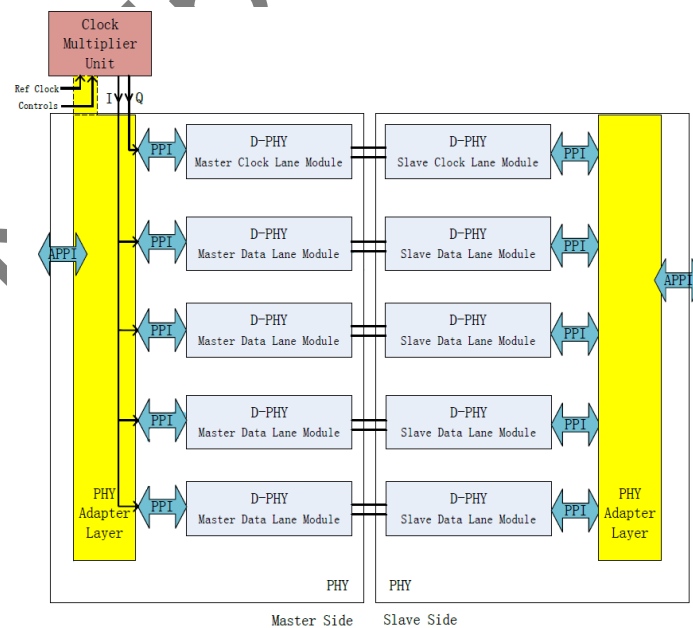 Clock
Multiplier
Unit
Ref Clock
Controls
I
Q
PPI
D-PHY
Master Clock Lane Module
D-PHY
Slave Clock Lane Module
PPI
APPI
PPI
D-PHY
Master Data Lane Module
D-PHY
Slave Data Lane Module
PPI
APPI
PPI
D-PHY
Master Data Lane Module
D-PHY
Slave Data Lane Module
PPI
PPI
D-PHY
Master Data Lane Module
D-PHY
Slave Data Lane Module
PPI
PHY
Adapter
Layer
PPI
D-PHY
Master Data Lane Module
D-PHY
Slave Data Lane Module
PPI
PHY
Adapter
Layer
PHY
PHY
Master Side
Slave Side